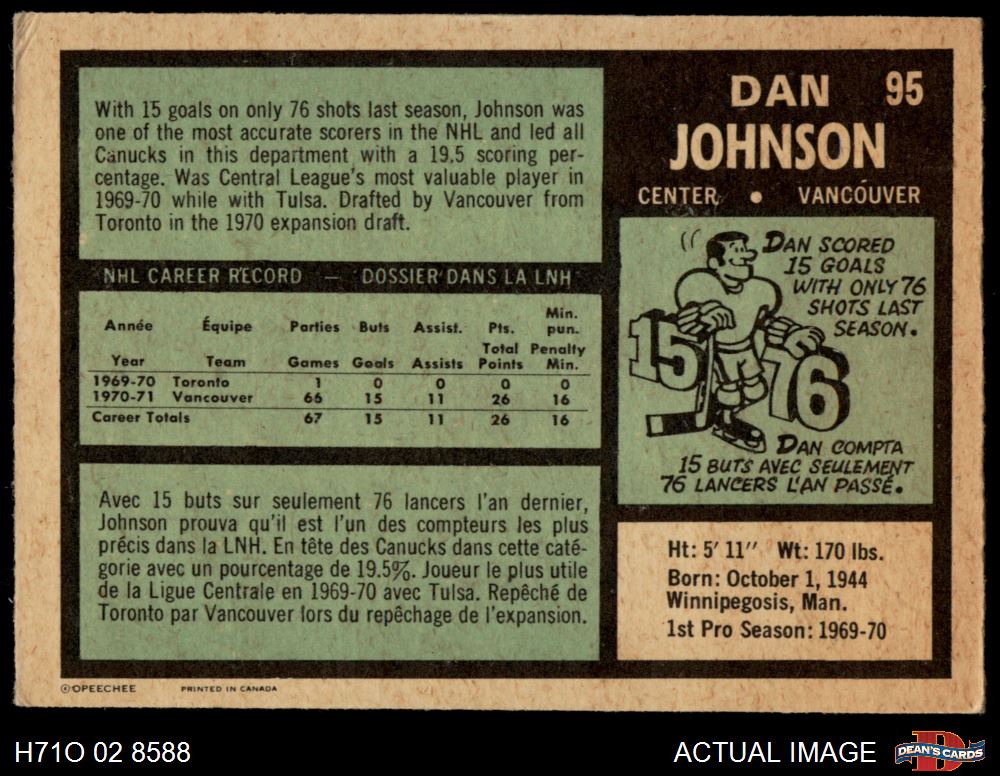 With 15 goals on only 76 shots last season, Johnson was
one of the most accurate scorers in the NHL and led all
Canucks in this department with a 19.5 scoring per-
centage. Was Central League's most valuable player in
1969-70 while with Tulsa. Drafted by Vancouver from
Toronto in the 1970 expansion draft.
NHL CAREER RECORD — DOSSIER DANS LA LNH
Année Équipe Parties Buts Assist. Pts. Min. pun.
Year Team Games Goals Assists Total Points Penalty Min.
1969-70 Toronto 1 0 0 0 0
1970-71 Vancouver 66 15 11 26 16
Career Totals 67 15 11 26 16
Avec 15 buts sur seulement 76 lancers l'an dernier,
Johnson prouva qu'il est l'un des compteurs les plus
précis dans la LNH. En tête des Canucks dans cette caté-
gorie avec un pourcentage de 19.5%. Joueur le plus utile
de la Ligue Centrale en 1969-70 avec Tulsa. Repêché de
Toronto par Vancouver lors du repêchage de l'expansion.
DAN 95
JOHNSON
CENTER • VANCOUVER
DAN SCORED
15 GOALS
WITH ONLY 76
SHOTS LAST
SEASON.
15
76
DAN COMPTA
15 BUTS AVEC SEULEMENT
76 LANCERS L'AN PASSÉ.
Ht: 5' 11" Wt: 170 lbs.
Born: October 1, 1944
Winnipegosis, Man.
1st Pro Season: 1969-70
©OPEECHEE PRINTED IN CANADA
H71O 02 8588
ACTUAL IMAGE
DEAN'S CARDS